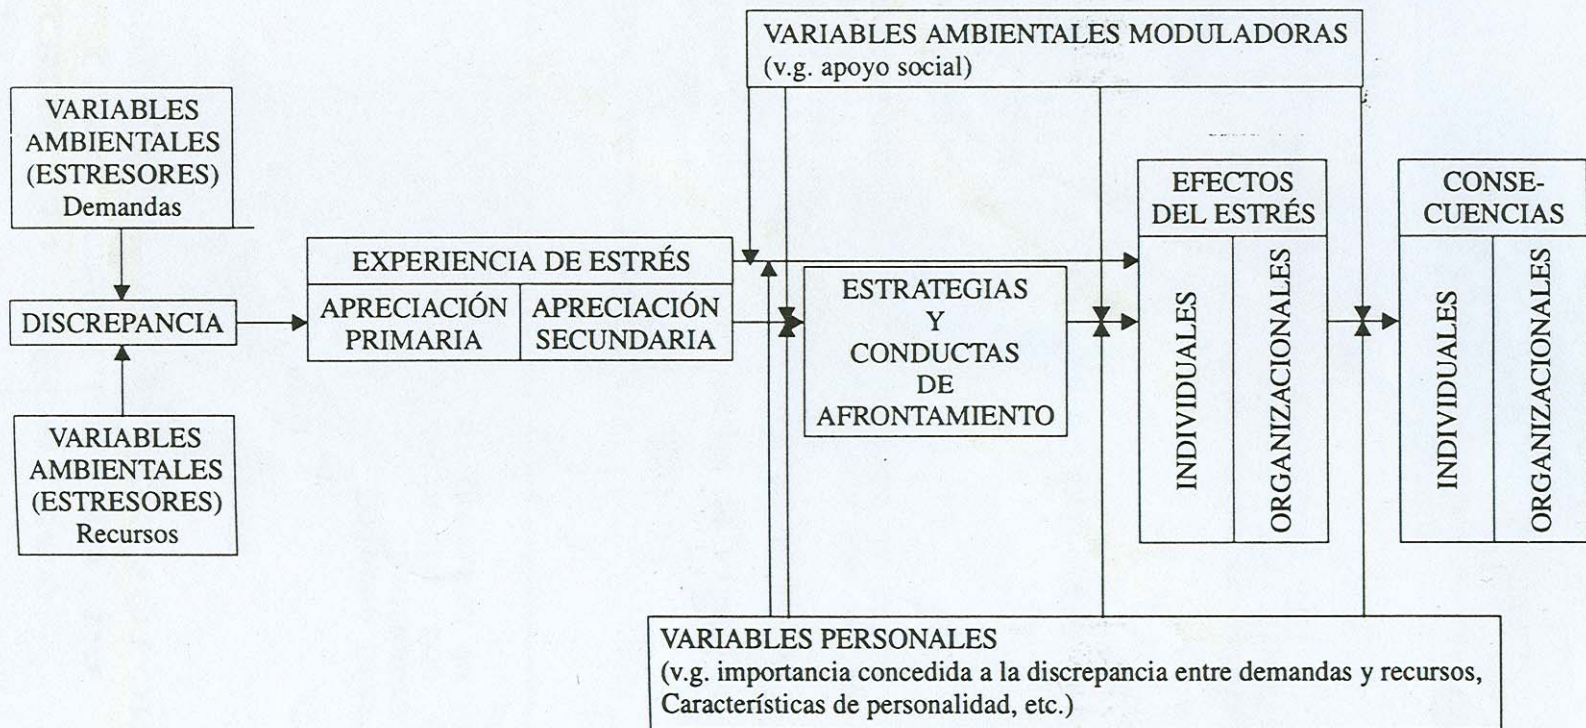 VARIABLES AMBIENTALES MODULADORAS
(v.g. apoyo social)
VARIABLES
AMBIENTALES
(ESTRESORES)
Demandas
DISCREPANCIA
VARIABLES
AMBIENTALES
(ESTRESORES)
Recursos
EXPERIENCIA DE ESTRÉS
APRECIACIÓN
PRIMARIA
APRECIACIÓN
SECUNDARIA
ESTRATEGIAS
Y
CONDUCTAS
DE
AFRONTAMIENTO
EFECTOS
DEL ESTRÉS
INDIVIDUALES
ORGANIZACIONALES
CONSE-
CUENCIAS
INDIVIDUALES
ORGANIZACIONALES
VARIABLES PERSONALES
(v.g. importancia concedida a la discrepancia entre demandas y recursos,
Características de personalidad, etc.)